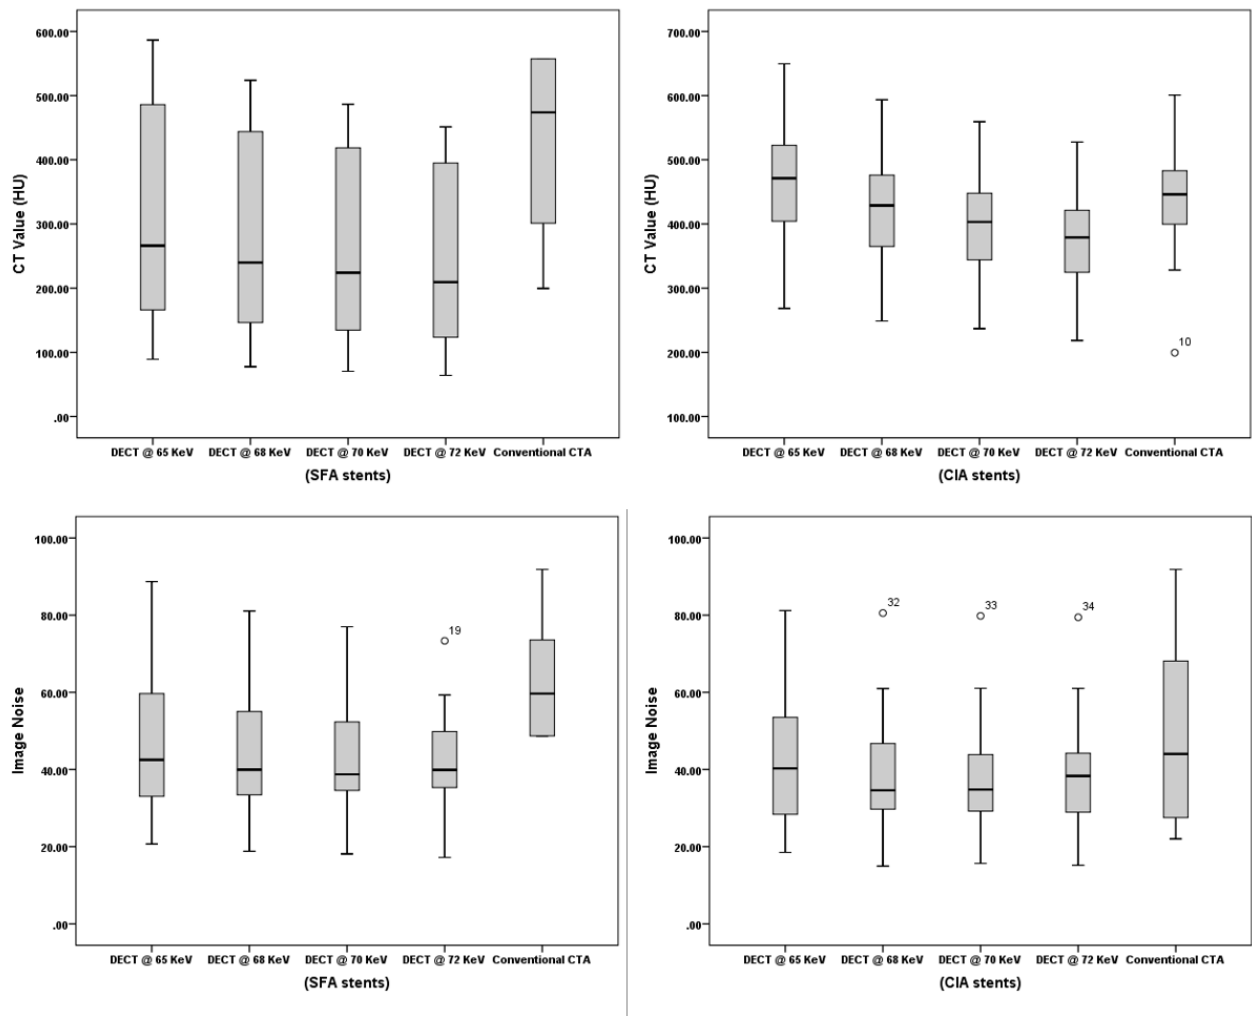 CT Value (HU)
600.00
500.00
400.00
300.00
200.00
100.00
.00
DECT @ 65 KeV DECT @ 68 KeV DECT @ 70 KeV DECT @ 72 KeV Conventional CTA
(SFA stents)
CT Value (HU)
700.00
600.00
500.00
400.00
300.00
200.00
100.00
10
DECT @ 65 KeV DECT @ 68 KeV DECT @ 70 KeV DECT @ 72 KeV Conventional CTA
(CIA stents)
Image Noise
100.00
80.00
60.00
40.00
20.00
.00
19
DECT @ 65 KeV DECT @ 68 KeV DECT @ 70 KeV DECT @ 72 KeV Conventional CTA
(SFA stents)
Image Noise
100.00
80.00
60.00
40.00
20.00
.00
32
33
34
DECT @ 65 KeV DECT @ 68 KeV DECT @ 70 KeV DECT @ 72 KeV Conventional CTA
(CIA stents)